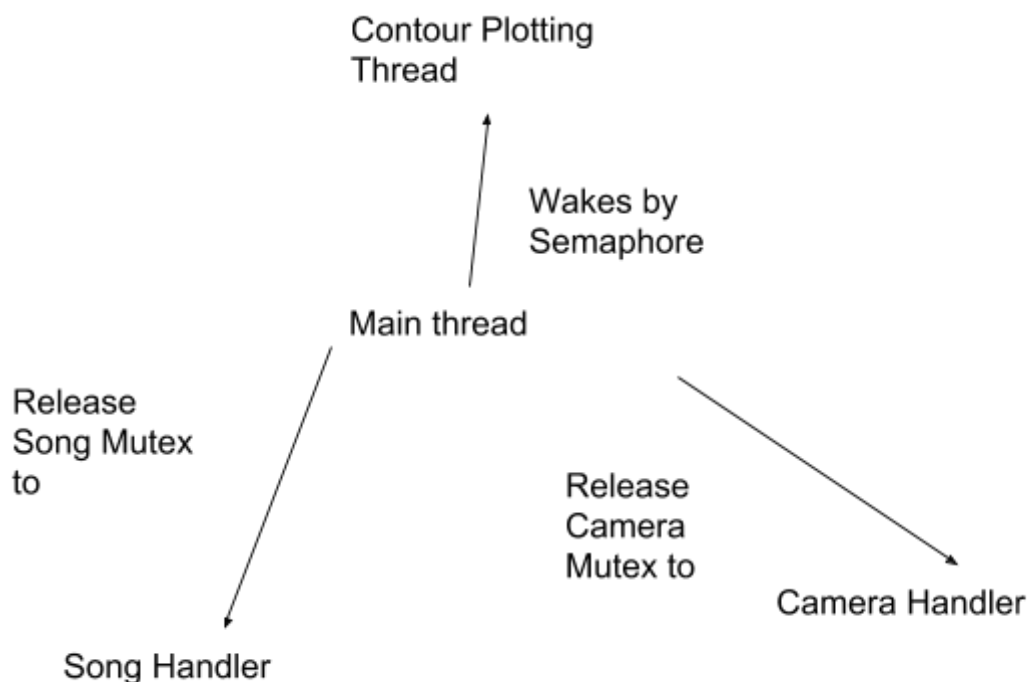 Contour Plotting
Thread
Wakes by
Semaphore
Main thread
Release
Song Mutex
to
Release
Camera
Mutex to
Camera Handler
Song Handler